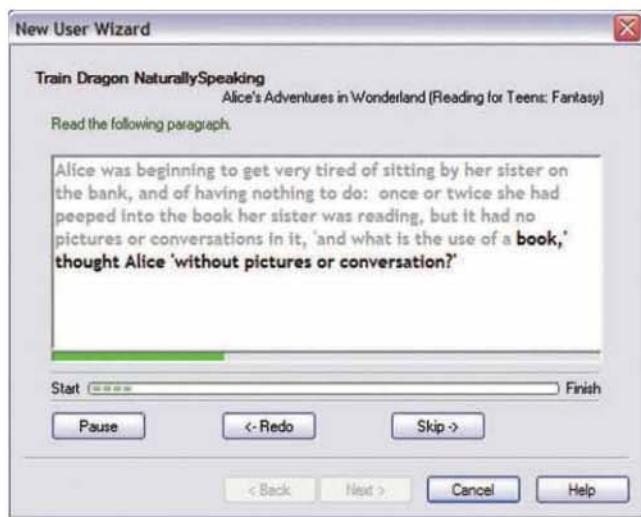 New User Wizard
Train Dragon NaturallySpeaking
Alice's Adventures in Wonderland (Reading for Teens: Fantasy)
Read the following paragraph.
Alice was beginning to get very tired of sitting by her sister on
the bank, and of having nothing to do:  once or twice she had
peeped into the book her sister was reading, but it had no
pictures or conversations in it, 'and what is the use of a book,'
thought Alice 'without pictures or conversation?'
Start Finish
Pause <- Redo Skip ->
< Back Next > Cancel Help